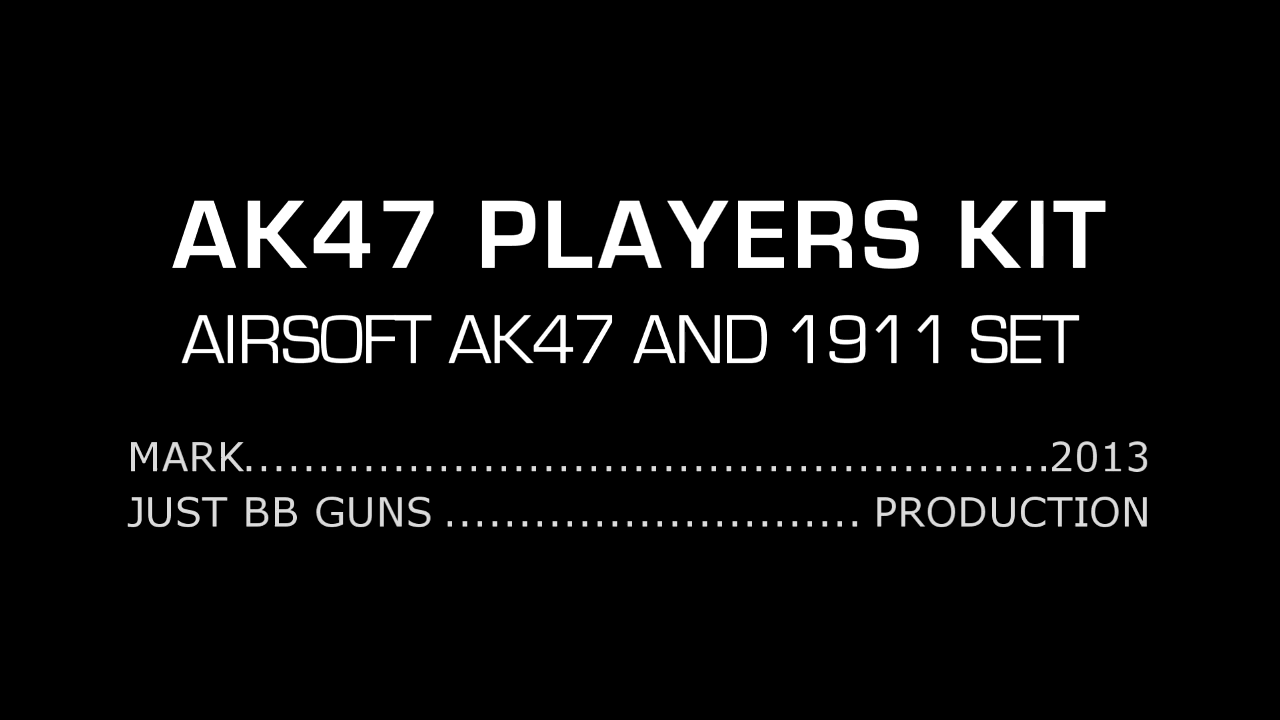 AK47 PLAYERS KIT
AIRSOFT AK47 AND 1911 SET
MARK......................................................2013
JUST BB GUNS ............................ PRODUCTION